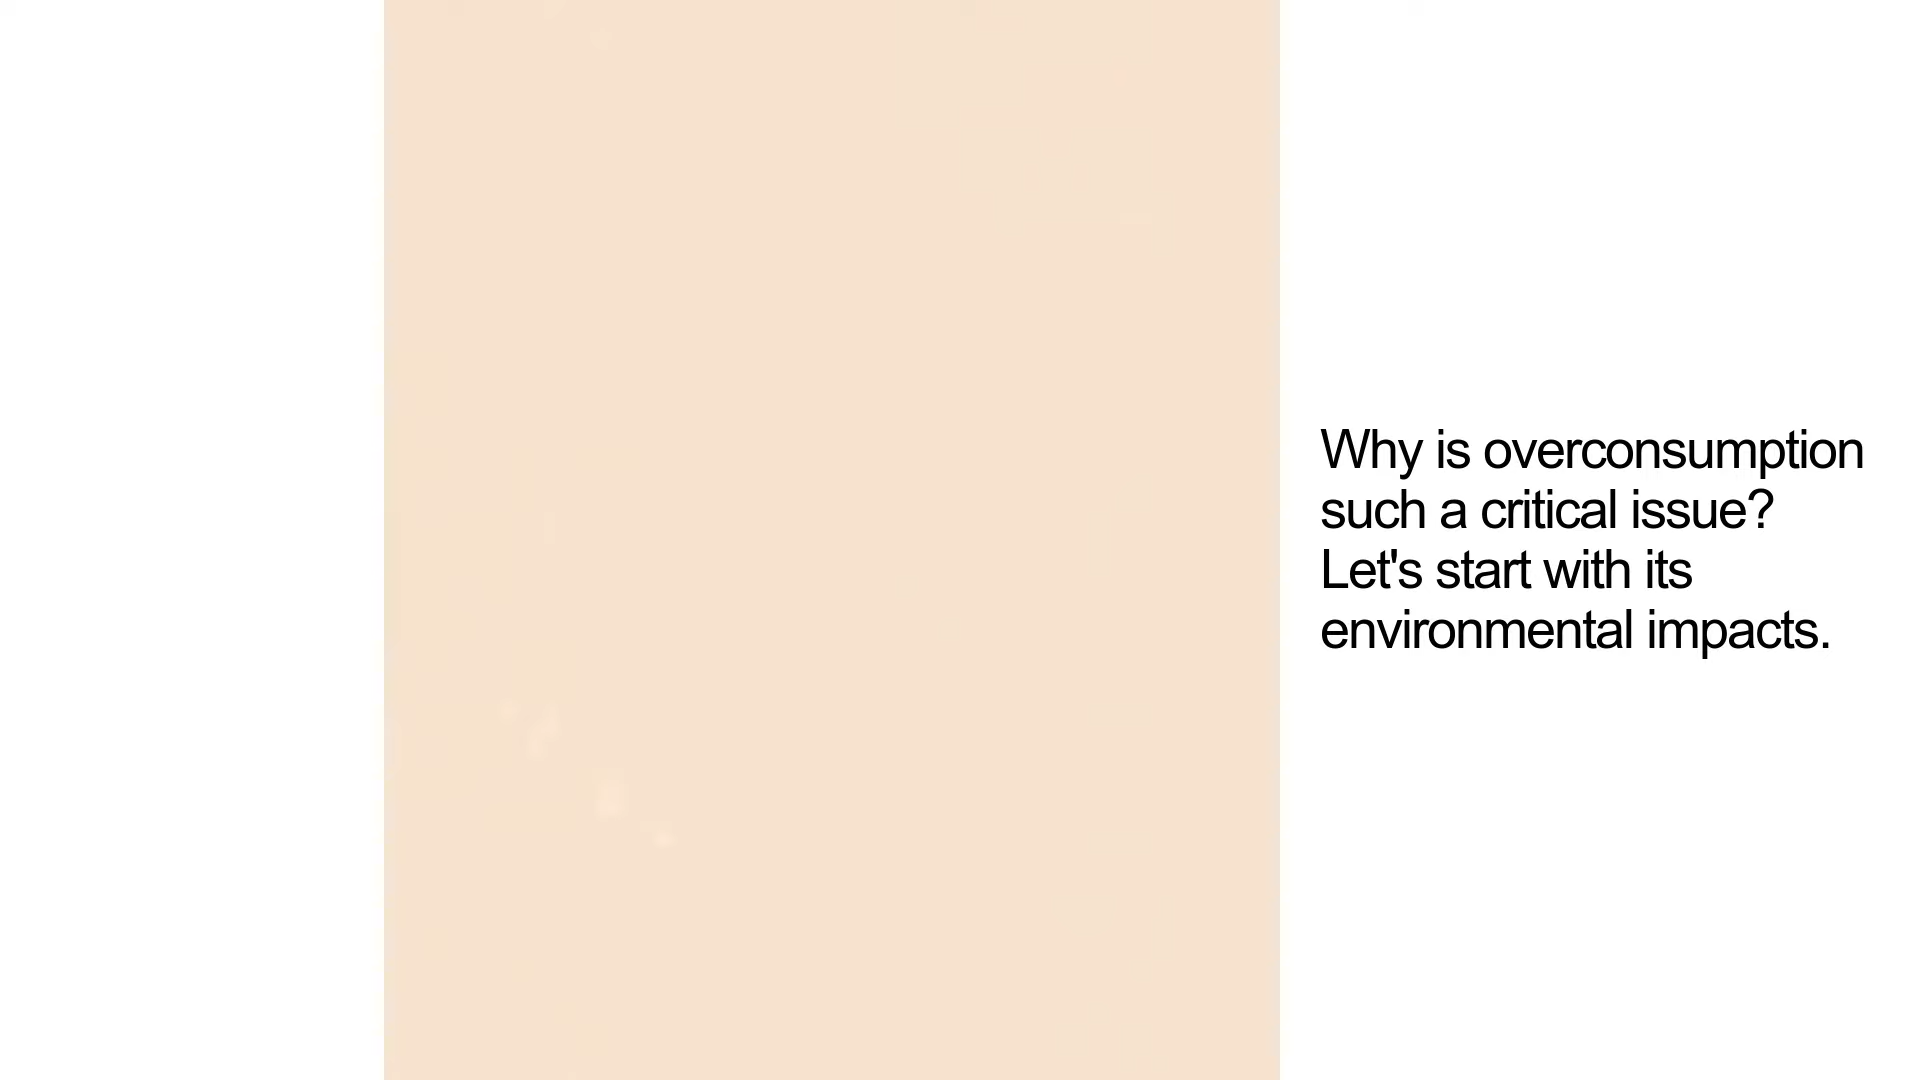 Why is overconsumption
such a critical issue?
Let's start with its
environmental impacts.